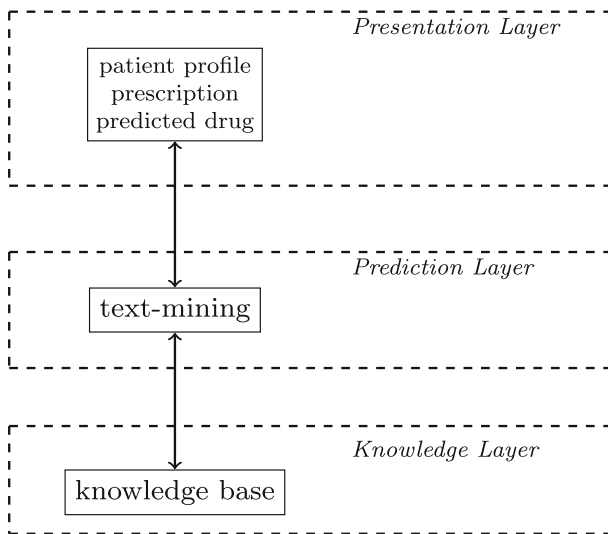 Presentation Layer
patient profile
prescription
predicted drug
Prediction Layer
text-mining
Knowledge Layer
knowledge base